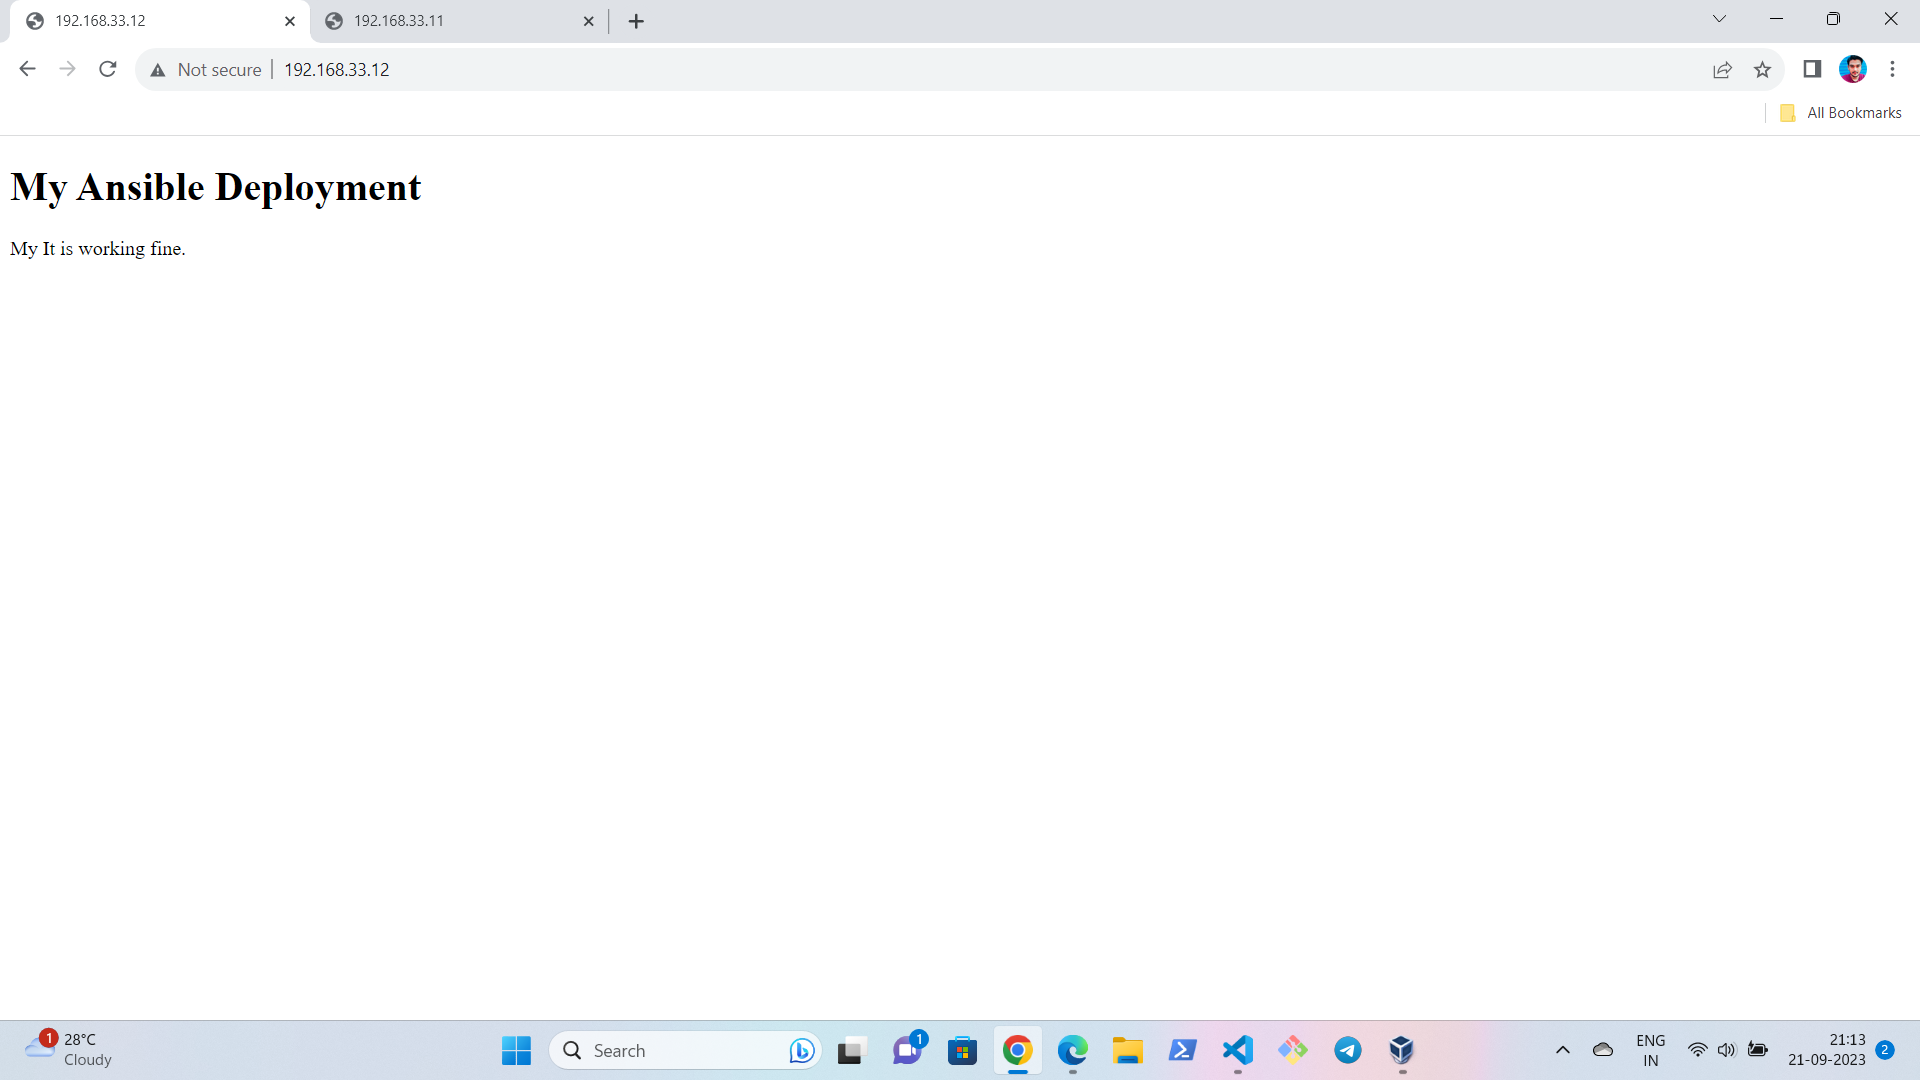 192.168.33.12
192.168.33.11
Not secure
192.168.33.12
All Bookmarks
My Ansible Deployment
My It is working fine.
1
28°C
Cloudy
Search
1
ENG
IN
21:13
21-09-2023
2